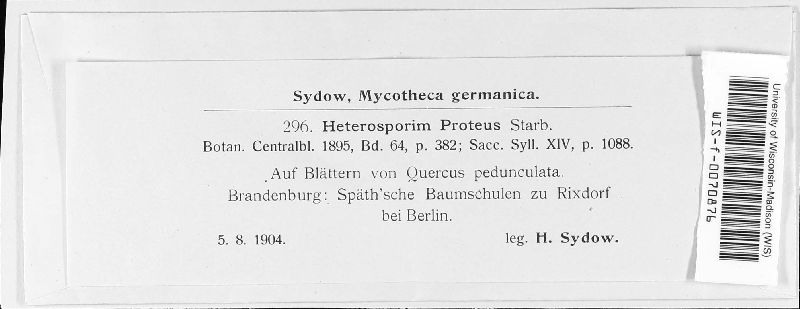 Sydow, Mycotheca germanica.
296. Heterosporim Proteus Starb.
Botan. Centralbl. 1895, Bd. 64, p. 382; Sacc. Syll. XIV, p. 1088.
Auf Blättern von Quercus pedunculata.
Brandenburg: Späth'sche Baumschulen zu Rixdorf
bei Berlin.
5. 8. 1904. leg. H. Sydow.
University of Wisconsin-Madison (WIS)
WIS-f-0070876